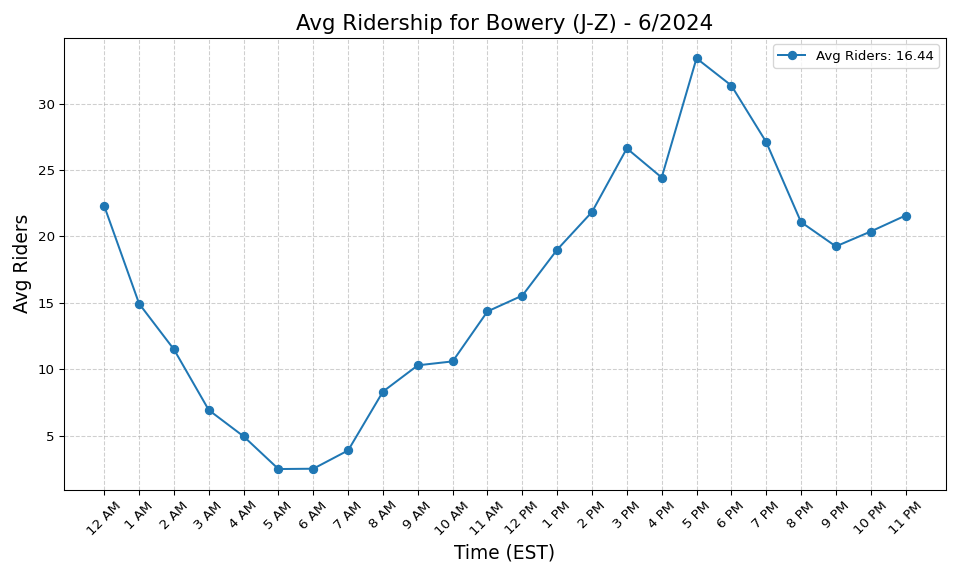 Avg Ridership for Bowery (J-Z) - 6/2024
Avg Riders: 16.44
Avg Riders
30
25
20
15
10
5
12 AM
1 AM
2 AM
3 AM
4 AM
5 AM
6 AM
7 AM
8 AM
9 AM
10 AM
11 AM
12 PM
1 PM
2 PM
3 PM
4 PM
5 PM
6 PM
7 PM
8 PM
9 PM
10 PM
11 PM
Time (EST)